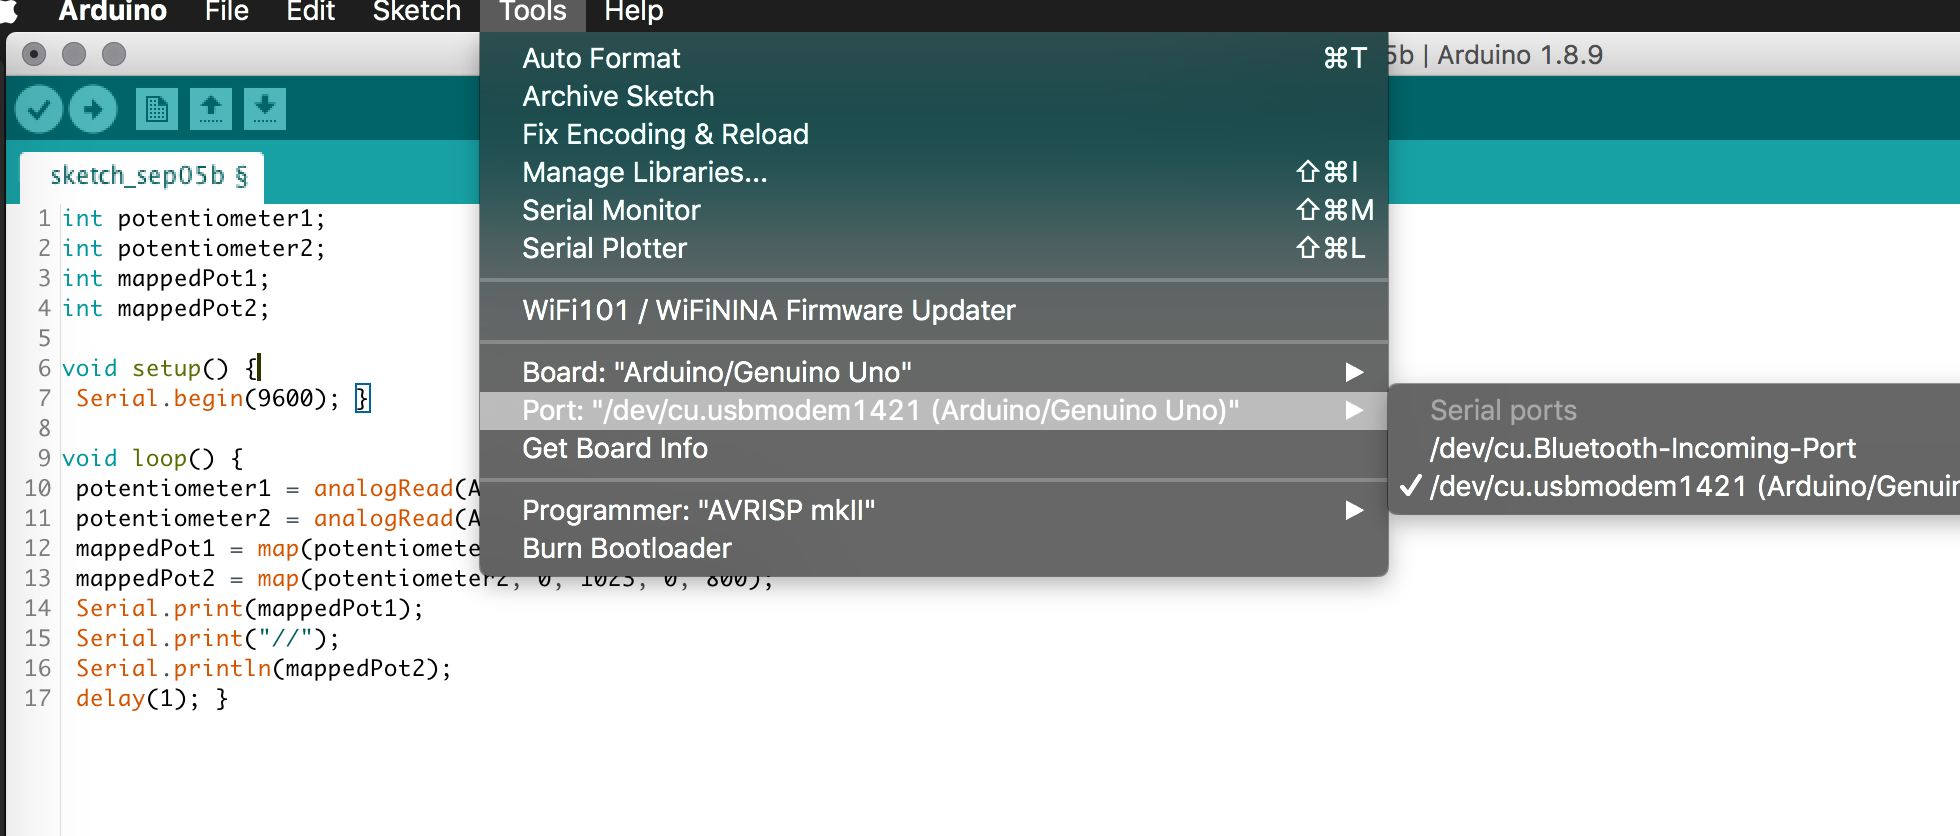 Arduino File Edit Sketch Tools Help
5b | Arduino 1.8.9
sketch_sep05b §
1 int potentiometer1;
2 int potentiometer2;
3 int mappedPot1;
4 int mappedPot2;
5
6 void setup() {
7 Serial.begin(9600); }
8
9 void loop() {
10 potentiometer1 = analogRead(A
11 potentiometer2 = analogRead(A
12 mappedPot1 = map(potentiomete
13 mappedPot2 = map(potentiometer2, 0, 1023, 0, 800);
14 Serial.print(mappedPot1);
15 Serial.print("//");
16 Serial.println(mappedPot2);
17 delay(1); }
Auto Format ⌘T
Archive Sketch
Fix Encoding & Reload
Manage Libraries... ⇧⌘I
Serial Monitor ⇧⌘M
Serial Plotter ⇧⌘L
WiFi101 / WiFiNINA Firmware Updater
Board: "Arduino/Genuino Uno" ▶
Port: "/dev/cu.usbmodem1421 (Arduino/Genuino Uno)" ▶
Get Board Info
Programmer: "AVRISP mkII" ▶
Burn Bootloader
Serial ports
/dev/cu.Bluetooth-Incoming-Port
✓ /dev/cu.usbmodem1421 (Arduino/Genuin